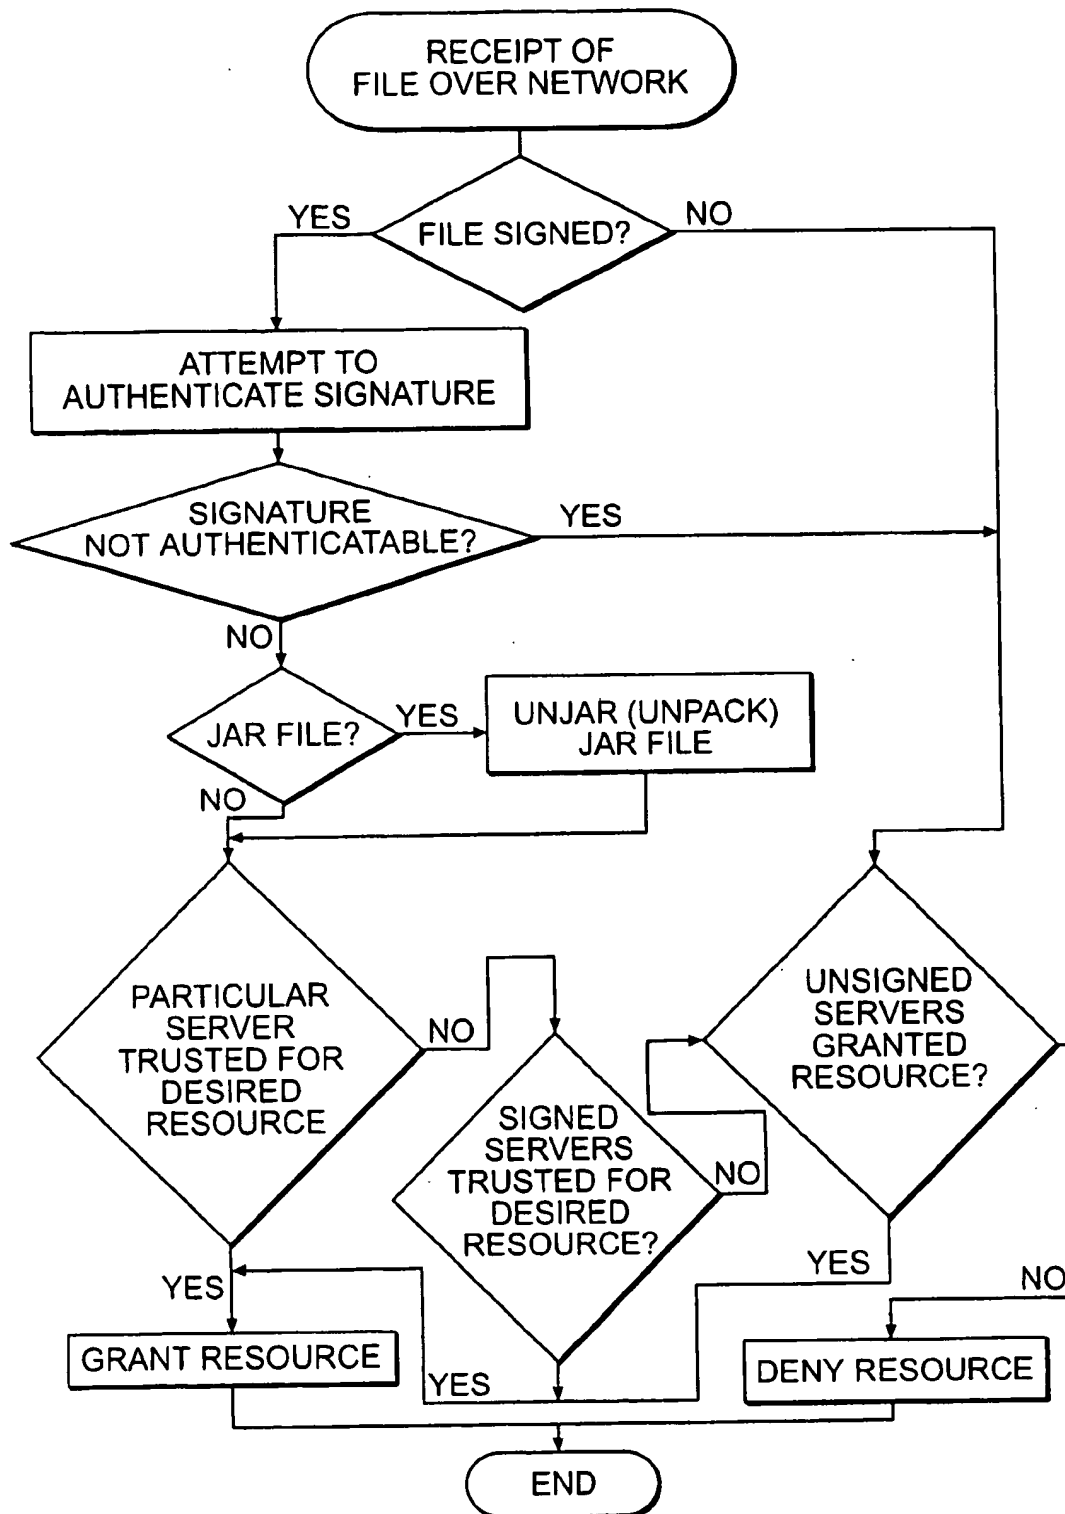 RECEIPT OF
FILE OVER NETWORK
FILE SIGNED?
YES
NO
ATTEMPT TO
AUTHENTICATE SIGNATURE
SIGNATURE
NOT AUTHENTICATABLE?
YES
NO
JAR FILE?
YES
UNJAR (UNPACK)
JAR FILE
NO
PARTICULAR
SERVER
TRUSTED FOR
DESIRED
RESOURCE
NO
SIGNED
SERVERS
TRUSTED FOR
DESIRED
RESOURCE?
NO
UNSIGNED
SERVERS
GRANTED
RESOURCE?
YES
YES
YES
NO
GRANT RESOURCE
DENY RESOURCE
END